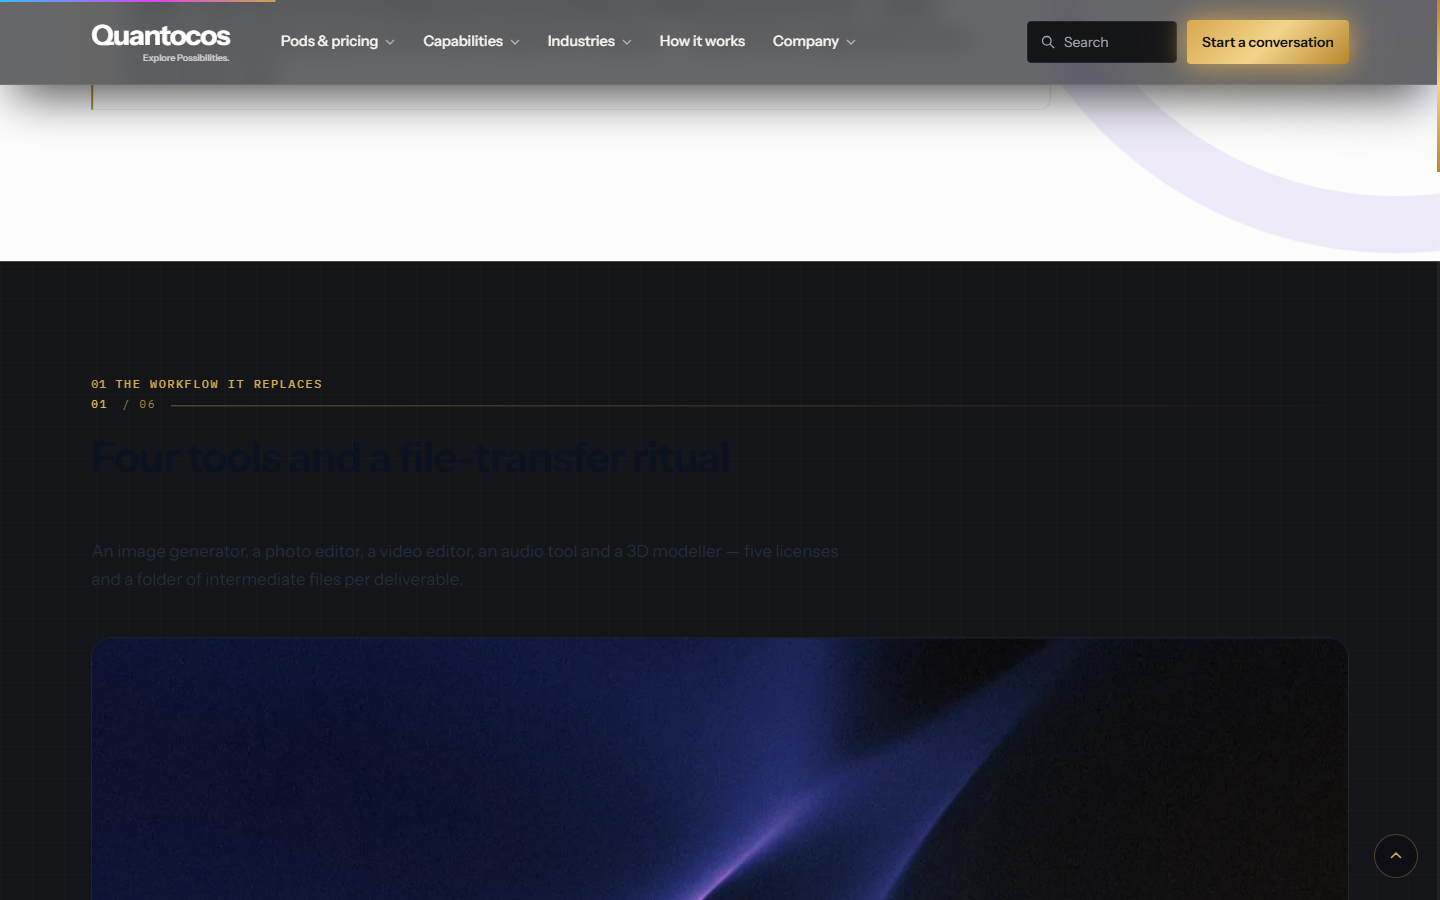 Quantocos
Explore Possibilities.
Pods & pricing
Capabilities
Industries
How it works
Company
Search
Start a conversation
01 THE WORKFLOW IT REPLACES
01 / 06
Four tools and a file-transfer ritual
An image generator, a photo editor, a video editor, an audio tool and a 3D modeller — five licenses
and a folder of intermediate files per deliverable.